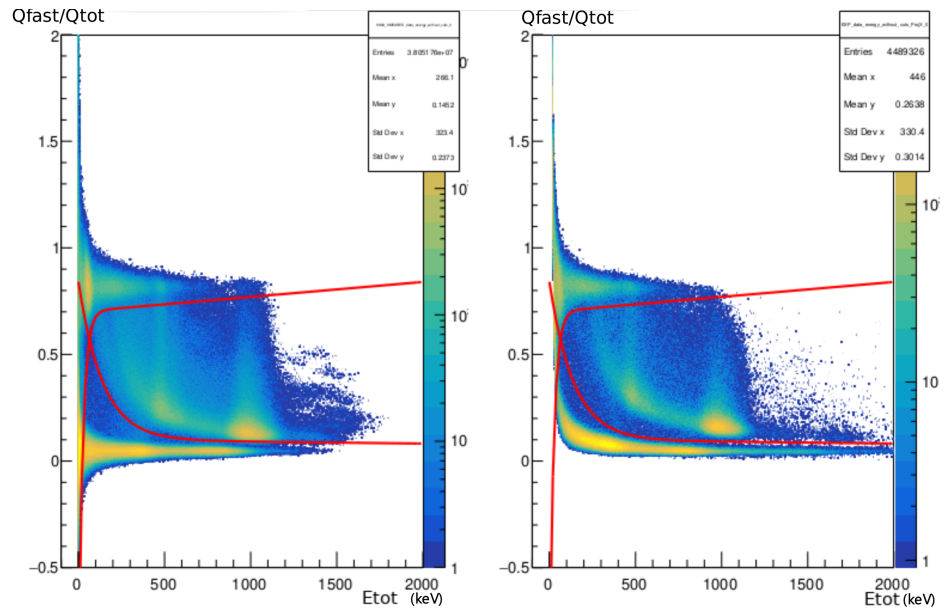 Qfast/Qtot
2
1.5
1
0.5
0
−0.5
0
500
1000
1500
2000
Etot (keV)
Entries 3.805176e+07
Mean x 266.1
Mean y 0.1452
Std Dev x 323.4
Std Dev y 0.2373
10
10
10
1
Qfast/Qtot
2
1.5
1
0.5
0
−0.5
0
500
1000
1500
2000
Etot (keV)
Entries 4489326
Mean x 446
Mean y 0.2638
Std Dev x 330.4
Std Dev y 0.3014
10
10
1